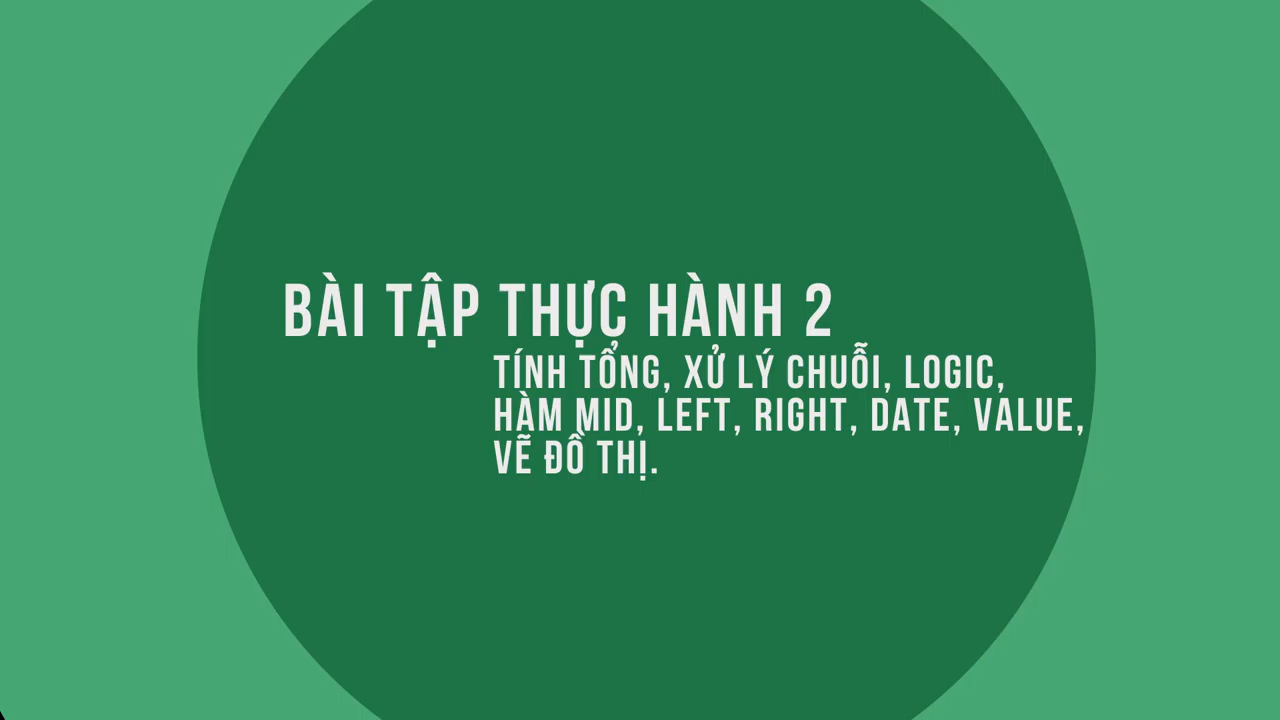 BÀI TẬP THỰC HÀNH 2
TÍNH TỔNG, XỬ LÝ CHUỖI, LOGIC,
HÀM MID, LEFT, RIGHT, DATE, VALUE,
VẼ ĐỒ THỊ.